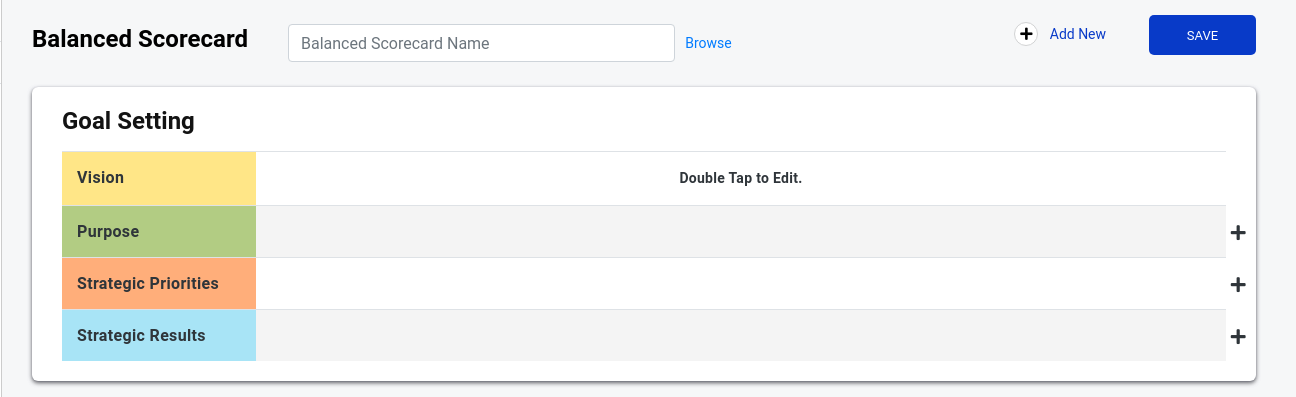 Balanced Scorecard
Balanced Scorecard Name
Browse
Add New
SAVE
Goal Setting
Vision
Double Tap to Edit.
Purpose
Strategic Priorities
Strategic Results